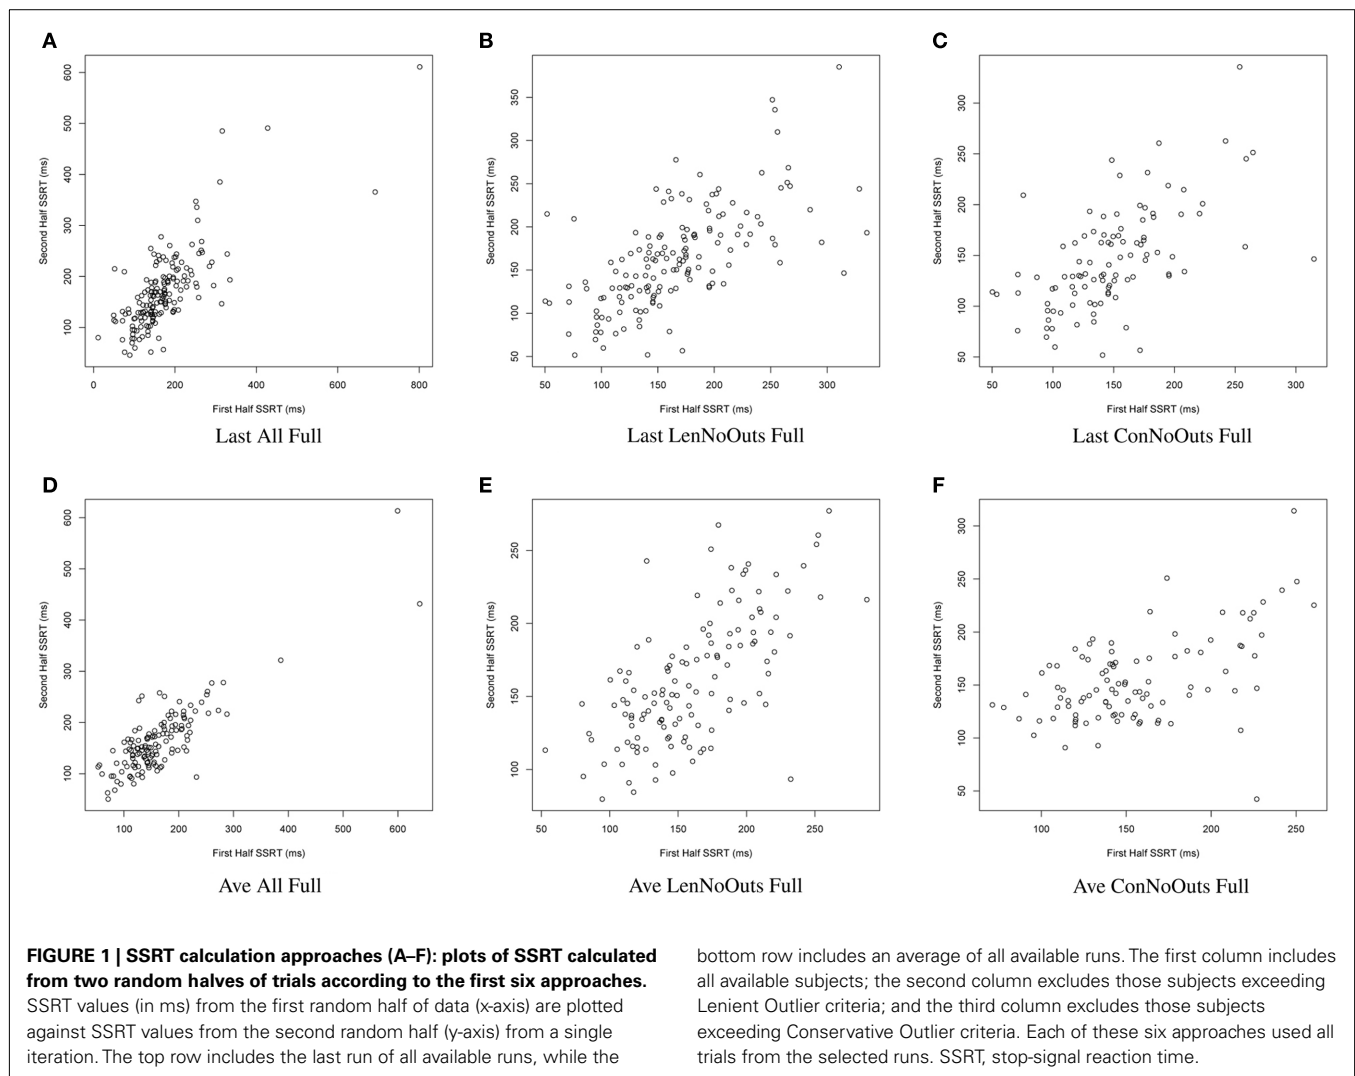 A
600
500
400
300
200
100
Second Half SSRT (ms)
0 200 400 600 800
First Half SSRT (ms)
Last All Full
B
350
300
250
200
150
100
50
Second Half SSRT (ms)
50 100 150 200 250 300
First Half SSRT (ms)
Last LenNoOuts Full
C
300
250
200
150
100
50
Second Half SSRT (ms)
50 100 150 200 250 300
First Half SSRT (ms)
Last ConNoOuts Full
D
600
500
400
300
200
100
Second Half SSRT (ms)
100 200 300 400 500 600
First Half SSRT (ms)
Ave All Full
E
250
200
150
100
Second Half SSRT (ms)
50 100 150 200 250
First Half SSRT (ms)
Ave LenNoOuts Full
F
300
250
200
150
100
50
Second Half SSRT (ms)
100 150 200 250
First Half SSRT (ms)
Ave ConNoOuts Full
FIGURE 1 | SSRT calculation approaches (A–F): plots of SSRT calculated
from two random halves of trials according to the first six approaches.
SSRT values (in ms) from the first random half of data (x-axis) are plotted
against SSRT values from the second random half (y-axis) from a single
iteration. The top row includes the last run of all available runs, while the
bottom row includes an average of all available runs. The first column includes
all available subjects; the second column excludes those subjects exceeding
Lenient Outlier criteria; and the third column excludes those subjects
exceeding Conservative Outlier criteria. Each of these six approaches used all
trials from the selected runs. SSRT, stop-signal reaction time.